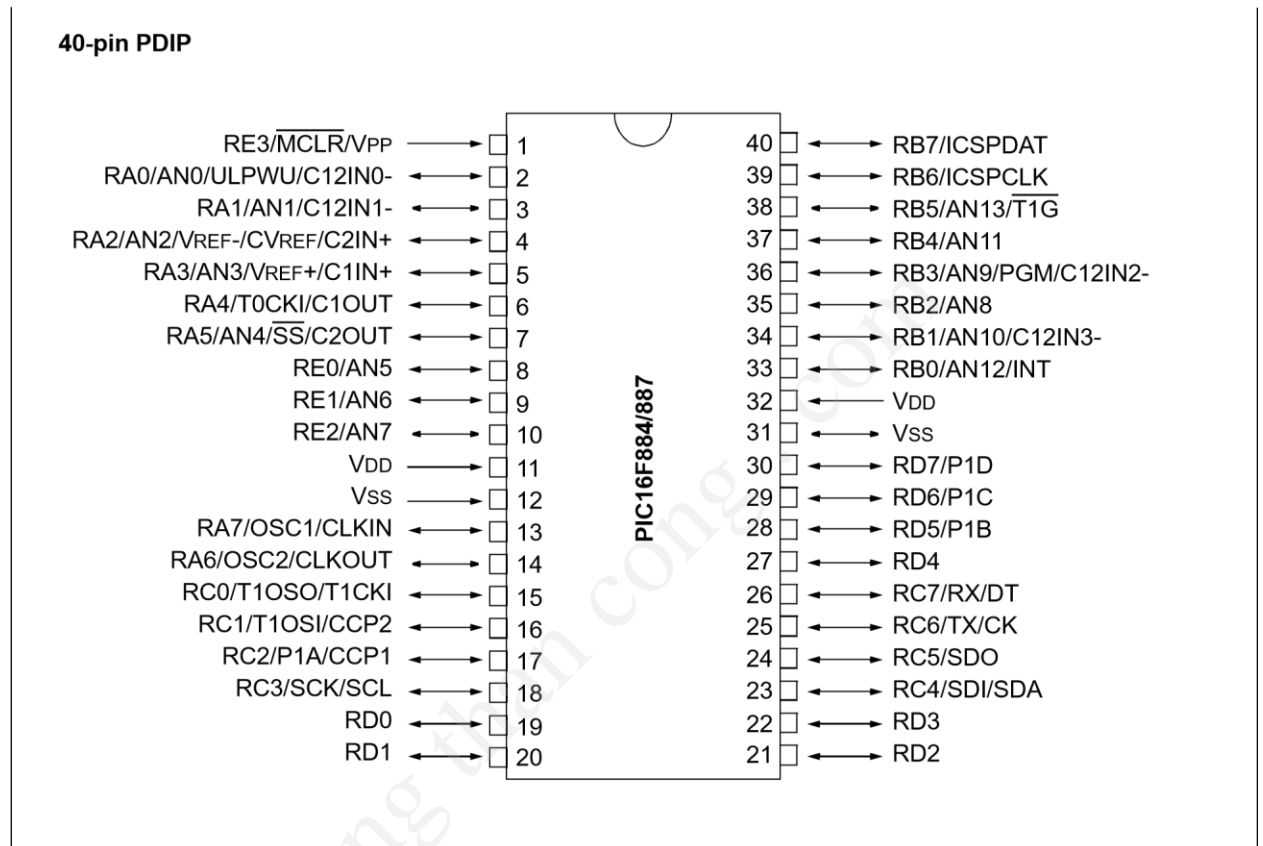 40-pin PDIP
RE3/MCLR/VPP 1 40 RB7/ICSPDAT
RA0/AN0/ULPWU/C12IN0- 2 39 RB6/ICSPCLK
RA1/AN1/C12IN1- 3 38 RB5/AN13/T1G
RA2/AN2/VREF-/CVREF/C2IN+ 4 37 RB4/AN11
RA3/AN3/VREF+/C1IN+ 5 36 RB3/AN9/PGM/C12IN2-
RA4/T0CKI/C1OUT 6 35 RB2/AN8
RA5/AN4/SS/C2OUT 7 34 RB1/AN10/C12IN3-
RE0/AN5 8 33 RB0/AN12/INT
RE1/AN6 9 32 VDD
RE2/AN7 10 31 VSS
VDD 11 30 RD7/P1D
VSS 12 29 RD6/P1C
RA7/OSC1/CLKIN 13 28 RD5/P1B
RA6/OSC2/CLKOUT 14 27 RD4
RC0/T1OSO/T1CKI 15 26 RC7/RX/DT
RC1/T1OSI/CCP2 16 25 RC6/TX/CK
RC2/P1A/CCP1 17 24 RC5/SDO
RC3/SCK/SCL 18 23 RC4/SDI/SDA
RD0 19 22 RD3
RD1 20 21 RD2
PIC16F884/887
ng than cong . com